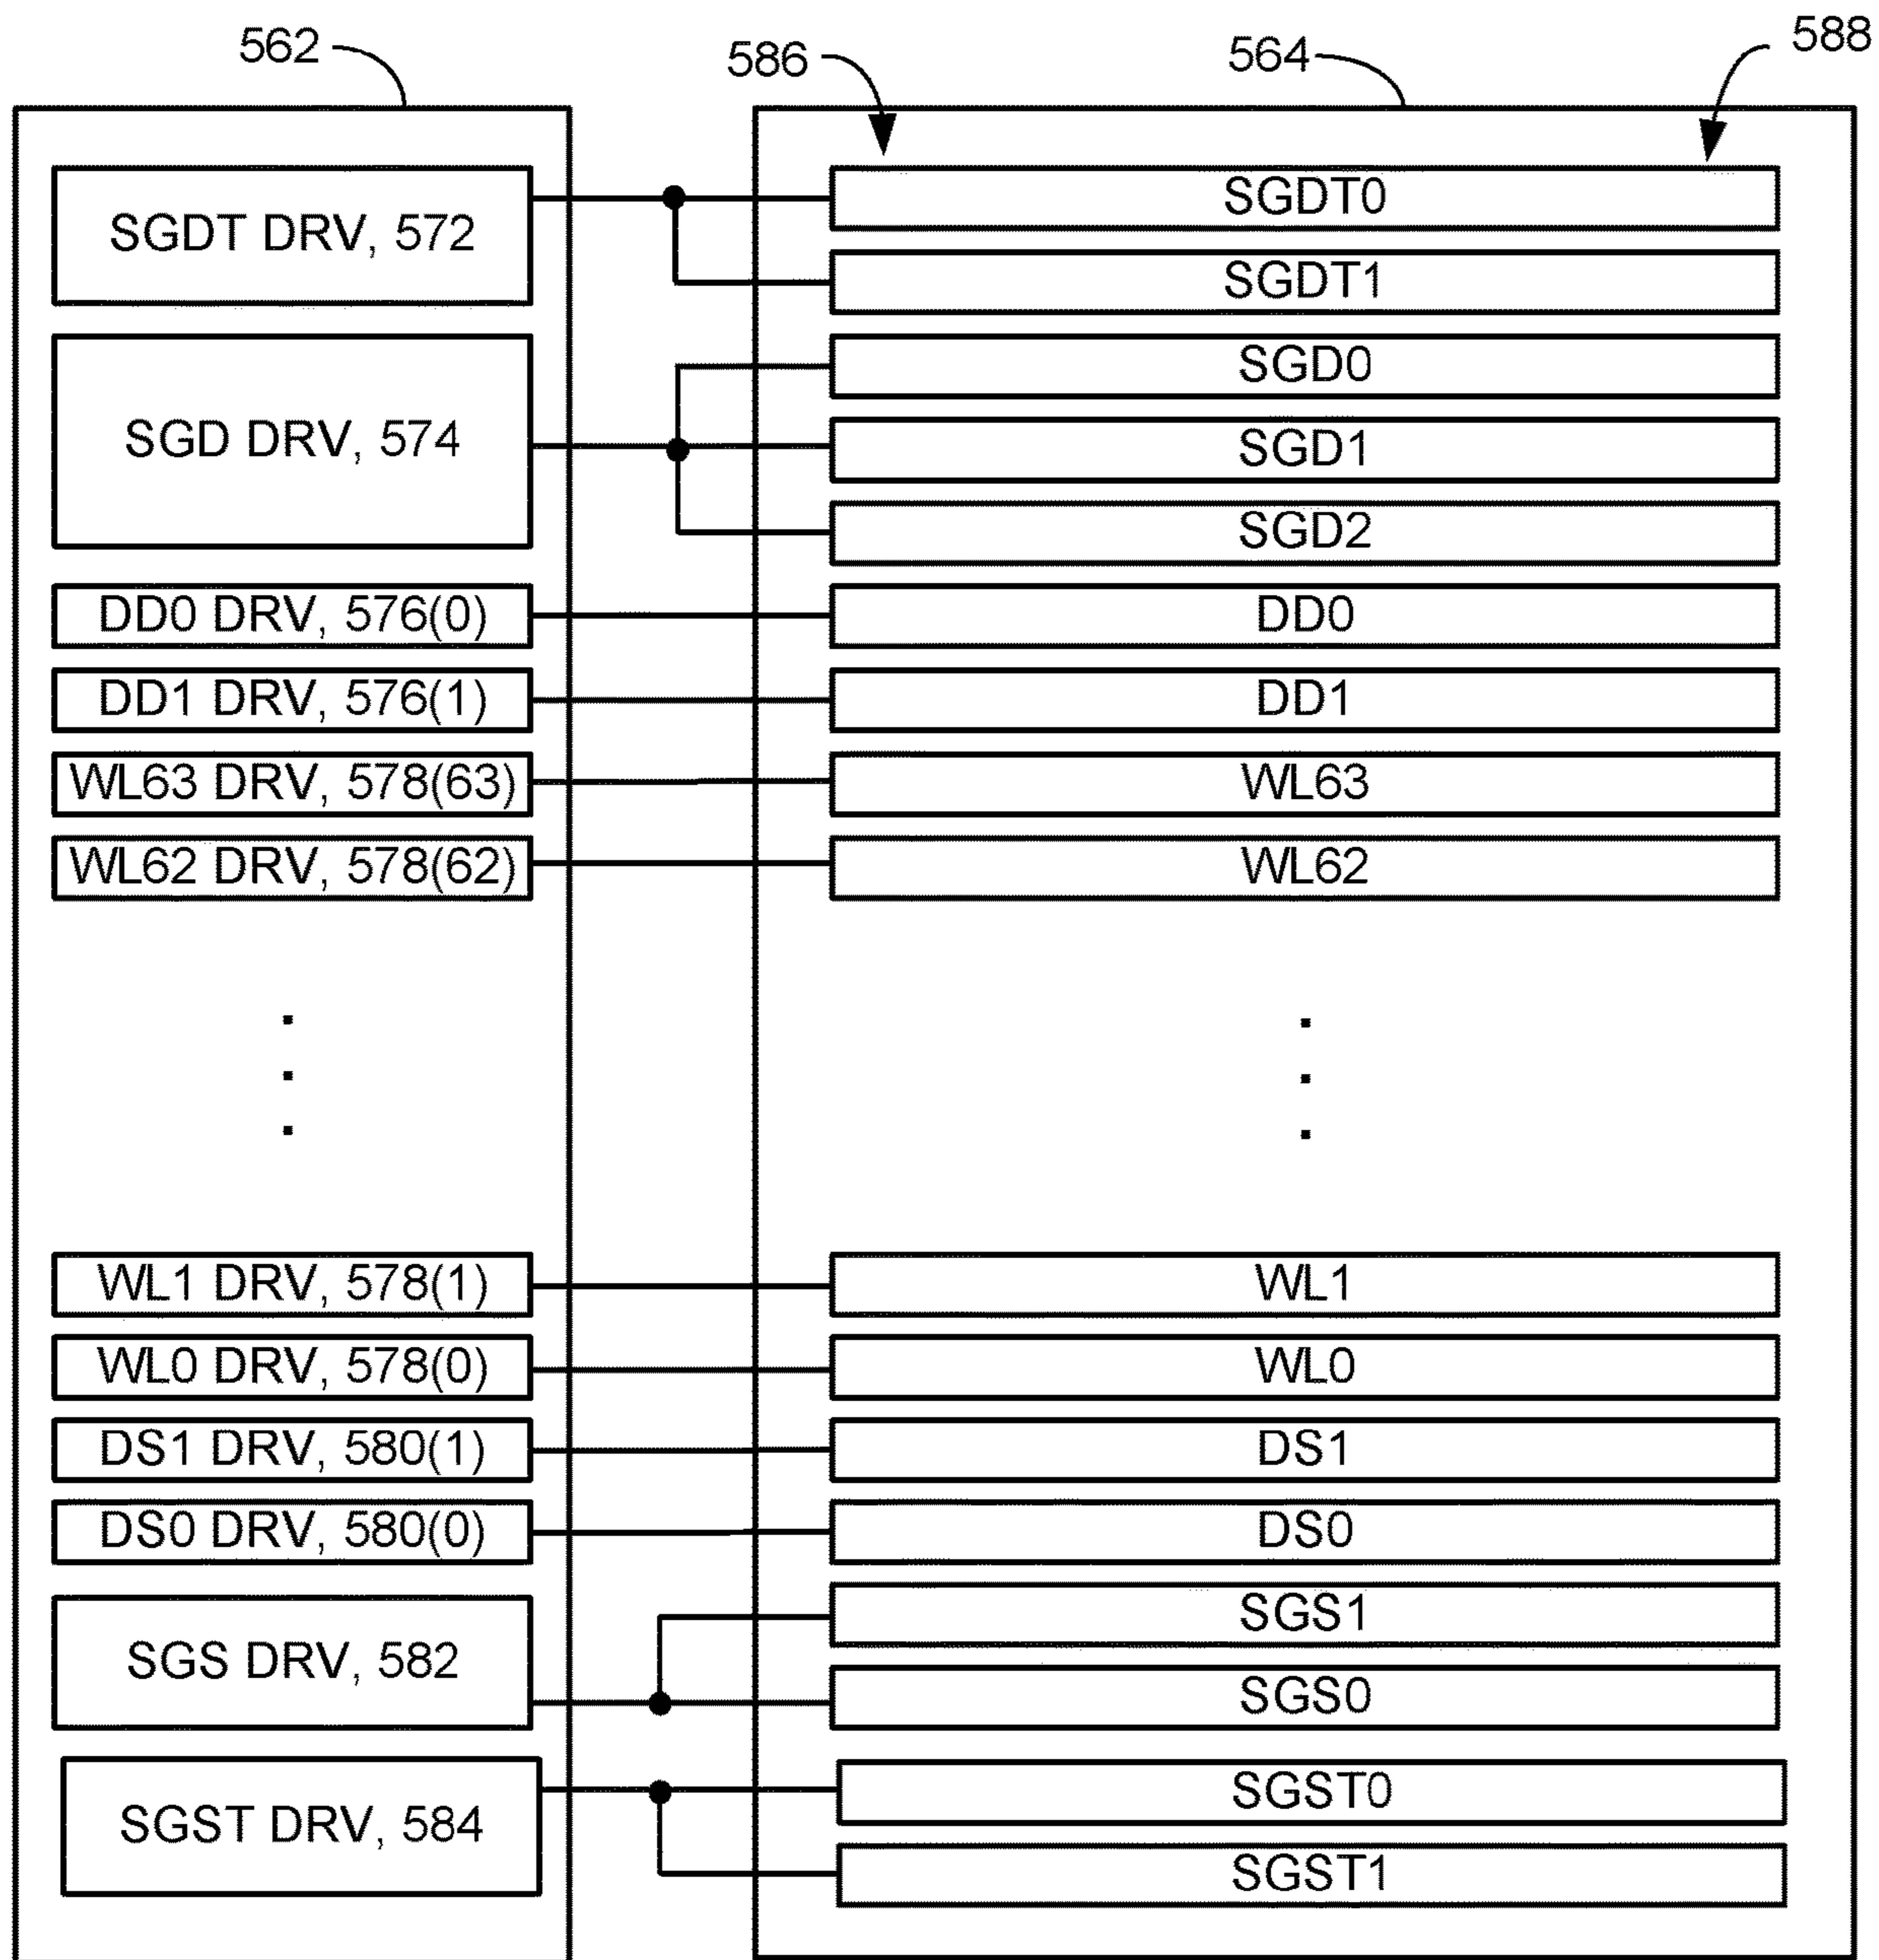 562
586
564
588
SGDT DRV, 572
SGDT0
SGDT1
SGD DRV, 574
SGD0
SGD1
SGD2
DD0 DRV, 576(0)
DD0
DD1 DRV, 576(1)
DD1
WL63 DRV, 578(63)
WL63
WL62 DRV, 578(62)
WL62
WL1 DRV, 578(1)
WL1
WL0 DRV, 578(0)
WL0
DS1 DRV, 580(1)
DS1
DS0 DRV, 580(0)
DS0
SGS DRV, 582
SGS1
SGS0
SGST DRV, 584
SGST0
SGST1